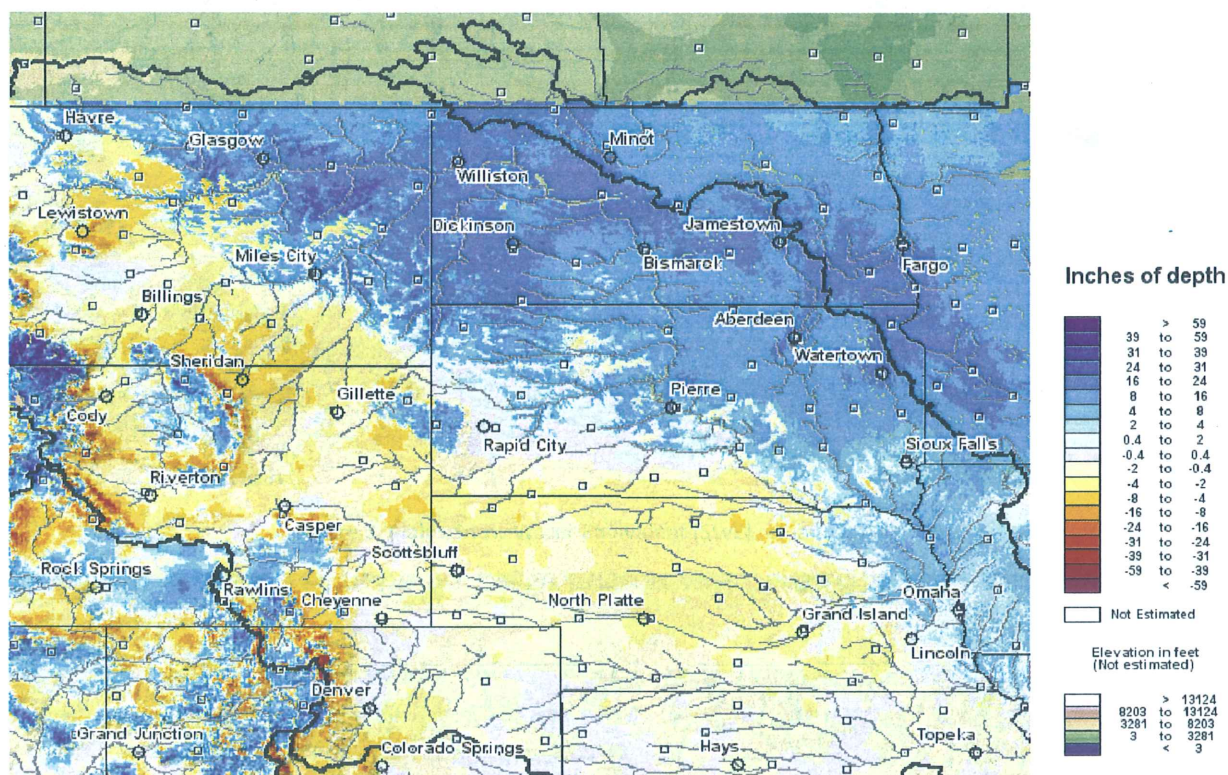 Havre
Glasgow
Minot
Williston
Lewistown
Dickinson
Jamestown
Miles City
Bismarck
Fargo
Billings
Aberdeen
Sheridan
Watertown
Gillette
Pierre
Cody
Rapid City
Sioux Falls
Riverton
Casper
Scottsbluff
Rock Springs
Rawlins
Omaha
Cheyenne
North Platte
Grand Island
Lincoln
Denver
Grand Junction
Colorado Springs
Hays
Topeka
Inches of depth
> 59
39 to 59
31 to 39
24 to 31
16 to 24
8 to 16
4 to 8
2 to 4
0.4 to 2
-0.4 to 0.4
-2 to -0.4
-4 to -2
-8 to -4
-16 to -8
-24 to -16
-31 to -24
-39 to -31
-59 to -39
< -59
Not Estimated
Elevation in feet
(Not estimated)
> 13124
8203 to 13124
3281 to 8203
3 to 3281
< 3